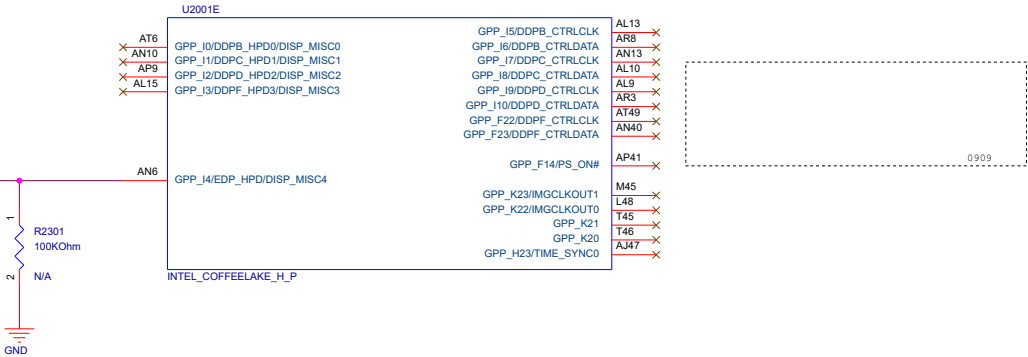 U2001E
AT6
GPP_I0/DDPB_HPD0/DISP_MISC0
AN10
GPP_I1/DDPC_HPD1/DISP_MISC1
AP9
GPP_I2/DDPD_HPD2/DISP_MISC2
AL15
GPP_I3/DDPF_HPD3/DISP_MISC3
AN6
GPP_I4/EDP_HPD/DISP_MISC4
GPP_I5/DDPB_CTRLCLK
AL13
GPP_I6/DDPB_CTRLDATA
AR8
GPP_I7/DDPC_CTRLCLK
AN13
GPP_I8/DDPC_CTRLDATA
AL10
GPP_I9/DDPD_CTRLCLK
AL9
GPP_I10/DDPD_CTRLDATA
AR3
GPP_F22/DDPF_CTRLCLK
AT49
GPP_F23/DDPF_CTRLDATA
AN40
GPP_F14/PS_ON#
AP41
GPP_K23/IMGCLKOUT1
M45
GPP_K22/IMGCLKOUT0
L48
GPP_K21
T45
GPP_K20
T46
GPP_H23/TIME_SYNC0
AJ47
INTEL_COFFEELAKE_H_P
0909
1
R2301
100KOhm
2
N/A
GND